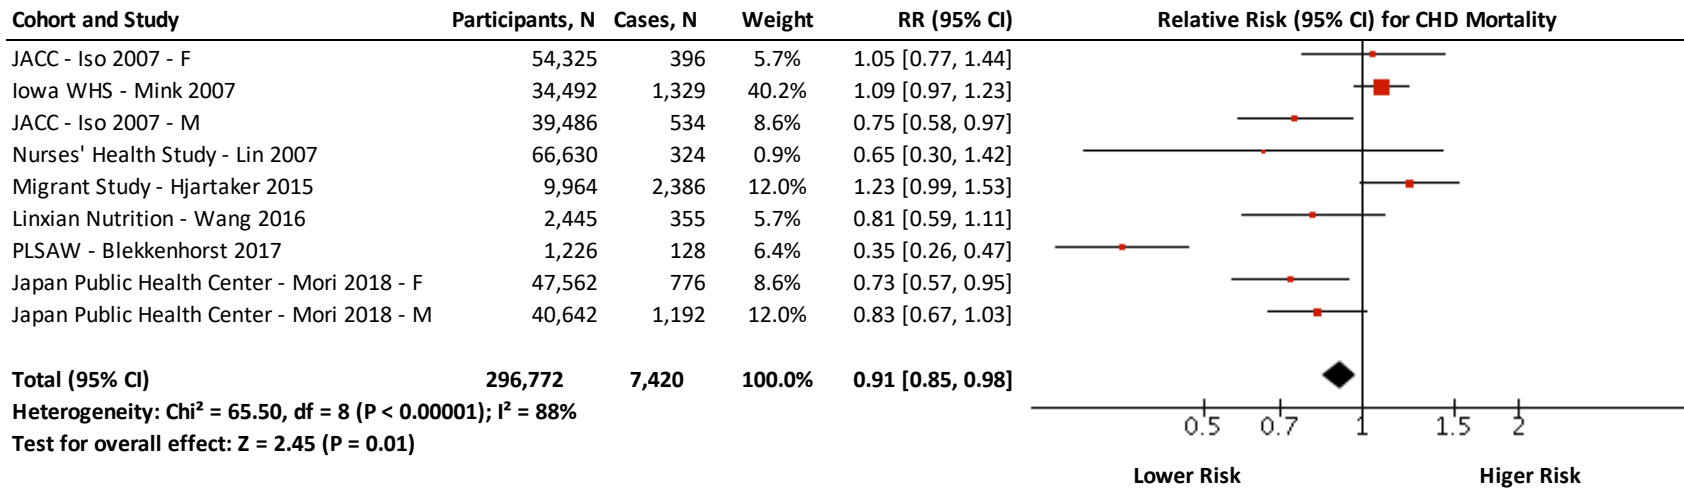 Cohort and Study Participants, N Cases, N Weight RR (95% CI) Relative Risk (95% CI) for CHD Mortality
JACC - Iso 2007 - F 54,325 396 5.7% 1.05 [0.77, 1.44]
Iowa WHS - Mink 2007 34,492 1,329 40.2% 1.09 [0.97, 1.23]
JACC - Iso 2007 - M 39,486 534 8.6% 0.75 [0.58, 0.97]
Nurses' Health Study - Lin 2007 66,630 324 0.9% 0.65 [0.30, 1.42]
Migrant Study - Hjartaker 2015 9,964 2,386 12.0% 1.23 [0.99, 1.53]
Linxian Nutrition - Wang 2016 2,445 355 5.7% 0.81 [0.59, 1.11]
PLSAW - Blekkenhorst 2017 1,226 128 6.4% 0.35 [0.26, 0.47]
Japan Public Health Center - Mori 2018 - F 47,562 776 8.6% 0.73 [0.57, 0.95]
Japan Public Health Center - Mori 2018 - M 40,642 1,192 12.0% 0.83 [0.67, 1.03]
Total (95% CI) 296,772 7,420 100.0% 0.91 [0.85, 0.98]
Heterogeneity: Chi² = 65.50, df = 8 (P < 0.00001); I² = 88%
Test for overall effect: Z = 2.45 (P = 0.01)
0.5 0.7 1 1.5 2
Lower Risk Higer Risk